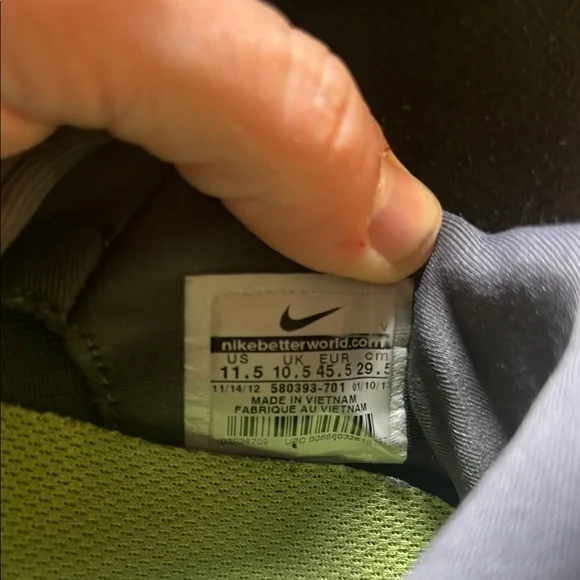 V
nikebetterworld.com
US UK EUR cm
11.5 10.5 45.5 29.5
11/14/12 580393-701 01/10/13
MADE IN VIETNAM
FABRIQUE AU VIETNAM
UPC